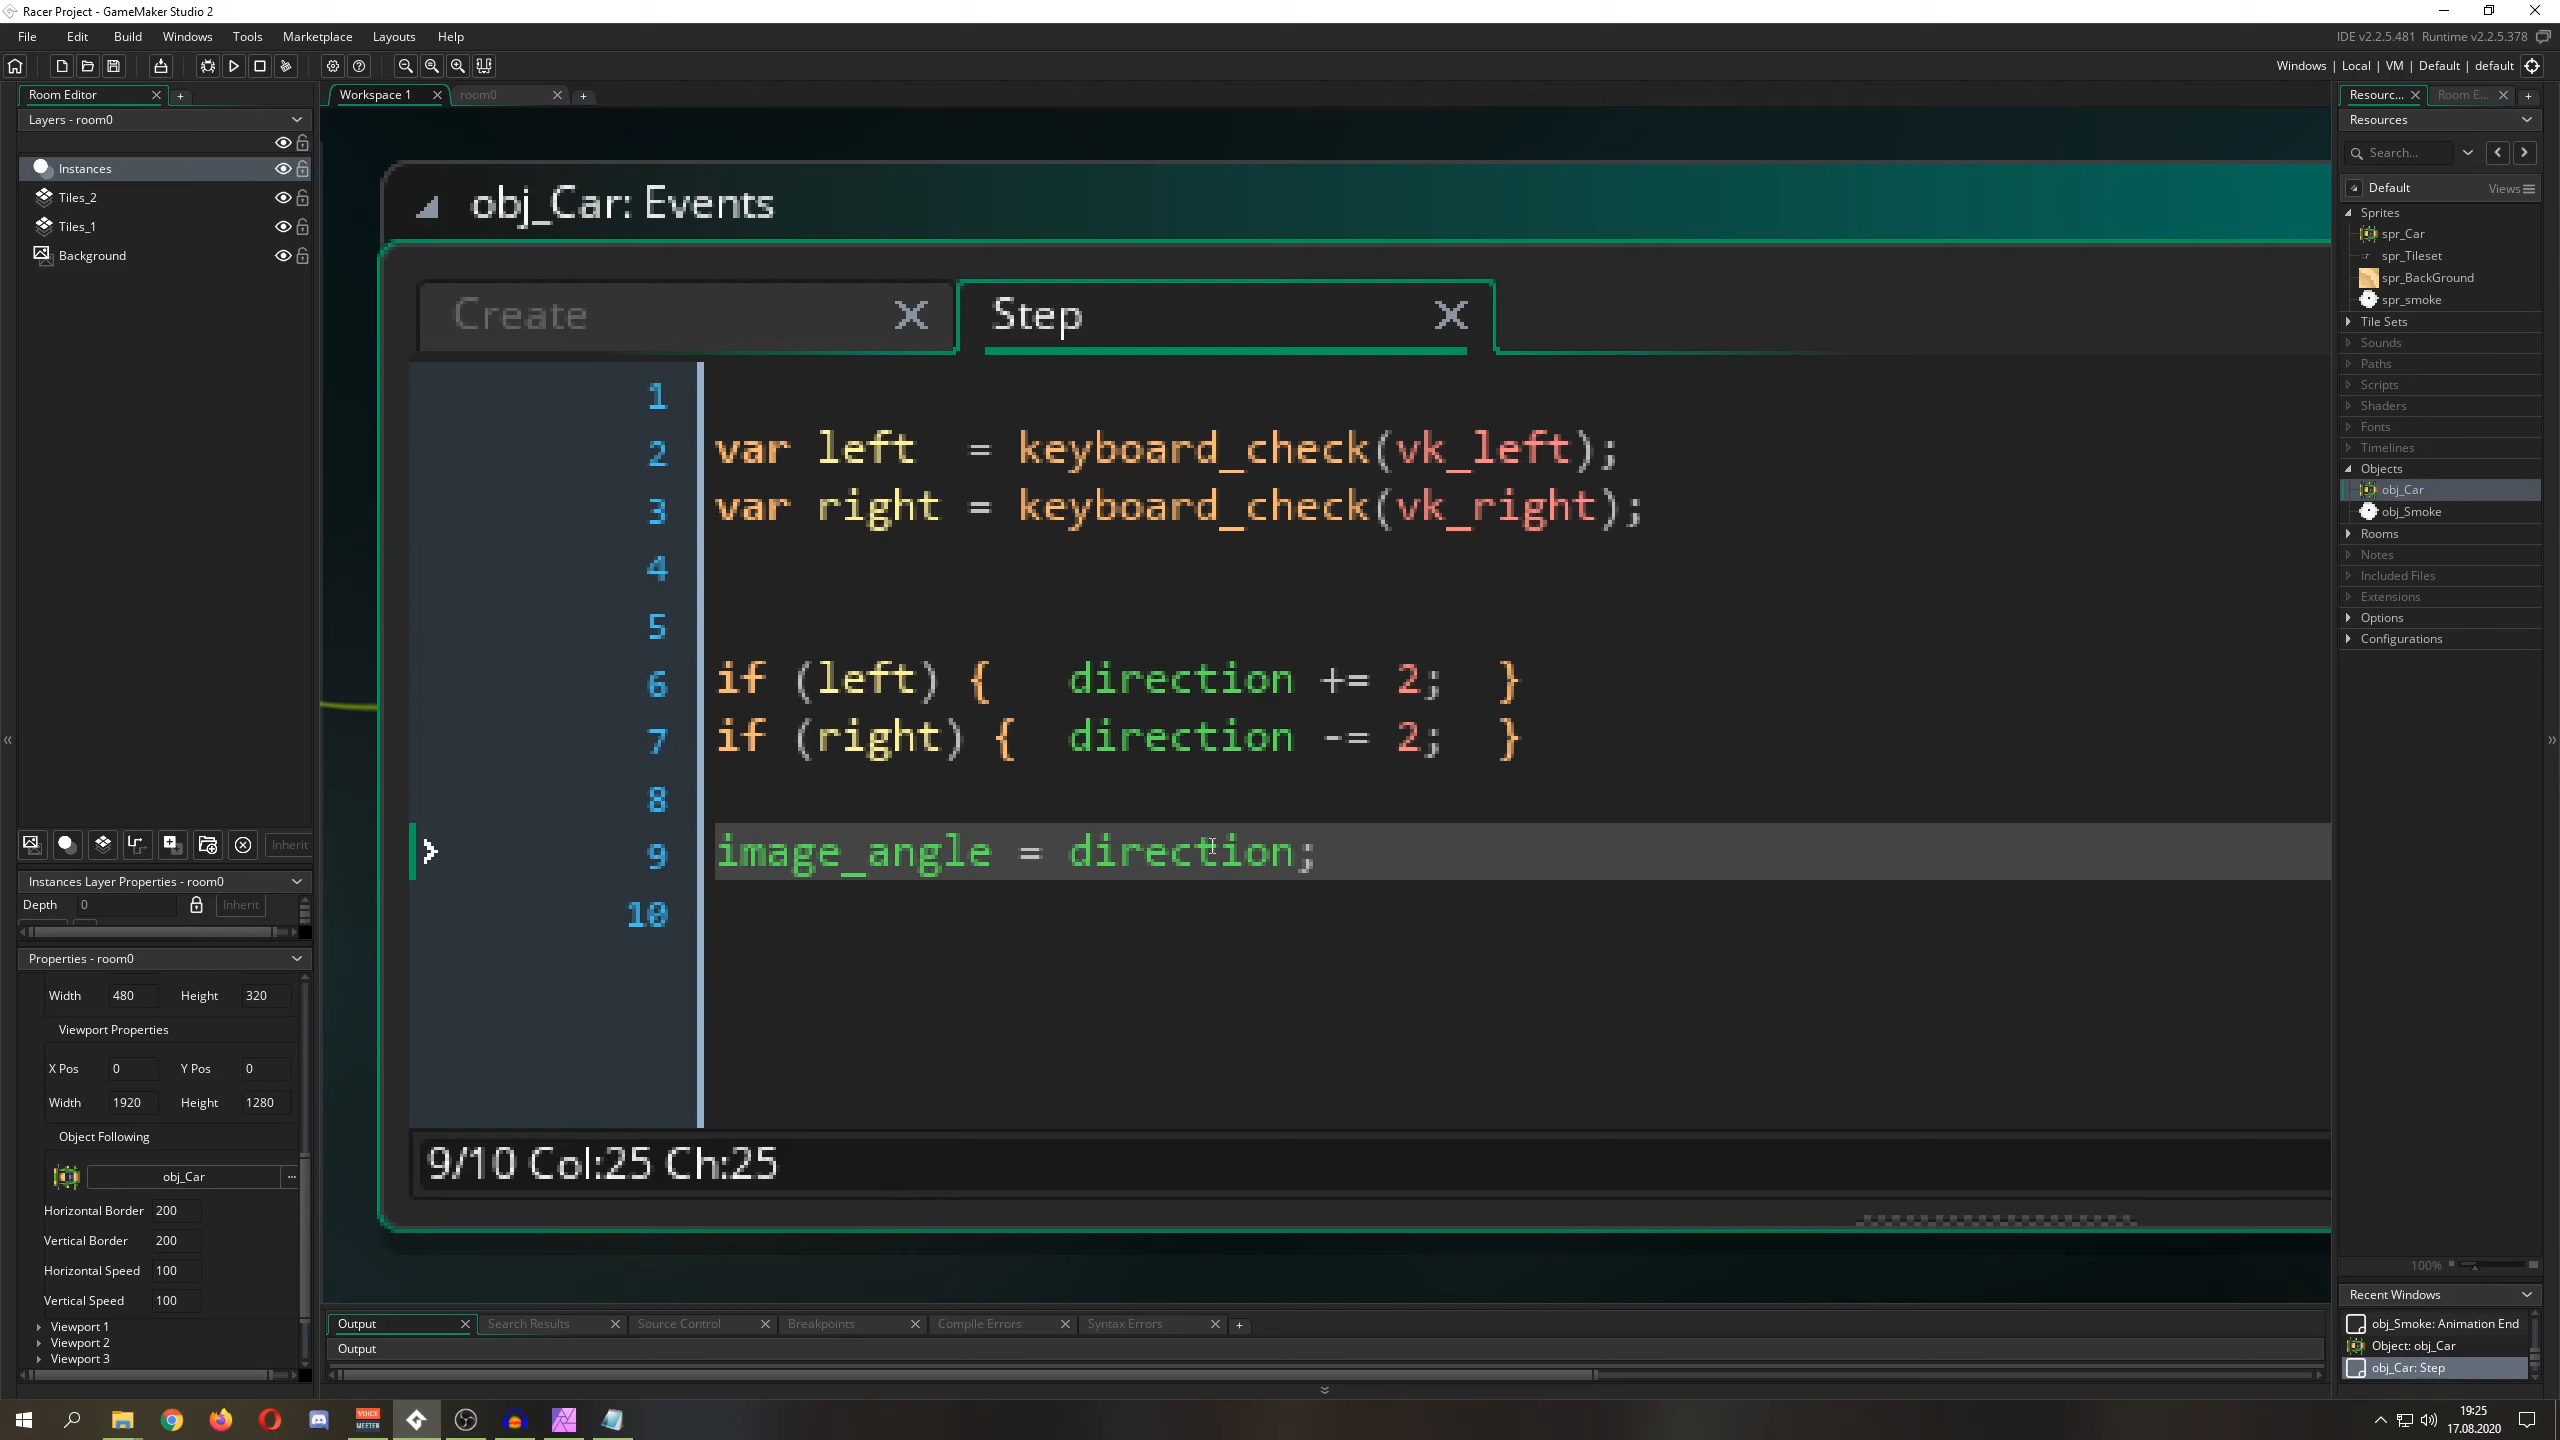 Racer Project - GameMaker Studio 2
File Edit Build Windows Tools Marketplace Layouts Help
IDE v2.2.5.481 Runtime v2.2.5.378
Windows | Local | VM | Default | default
Room Editor
Layers - room0
Instances
Tiles_2
Tiles_1
Background
Inherit
Instances Layer Properties - room0
Depth 0 Inherit
Properties - room0
Width 480 Height 320
Viewport Properties
X Pos 0 Y Pos 0
Width 1920 Height 1280
Object Following
obj_Car ...
Horizontal Border 200
Vertical Border 200
Horizontal Speed 100
Vertical Speed 100
Viewport 1
Viewport 2
Viewport 3
Workspace 1 room0
obj_Car: Events
Create Step
1
2 var left  = keyboard_check(vk_left);
3 var right = keyboard_check(vk_right);
4
5
6 if (left) {   direction += 2;  }
7 if (right) {  direction -= 2;  }
8
9 image_angle = direction;
10
9/10 Col:25 Ch:25
Output Search Results Source Control Breakpoints Compile Errors Syntax Errors
Output
Resourc... Room E...
Resources
Search...
Default Views
Sprites
spr_Car
spr_Tileset
spr_BackGround
spr_smoke
Tile Sets
Sounds
Paths
Scripts
Shaders
Fonts
Timelines
Objects
obj_Car
obj_Smoke
Rooms
Notes
Included Files
Extensions
Options
Configurations
100%
Recent Windows
obj_Smoke: Animation End
Object: obj_Car
obj_Car: Step
VOICE
MEETER
19:25
17.08.2020